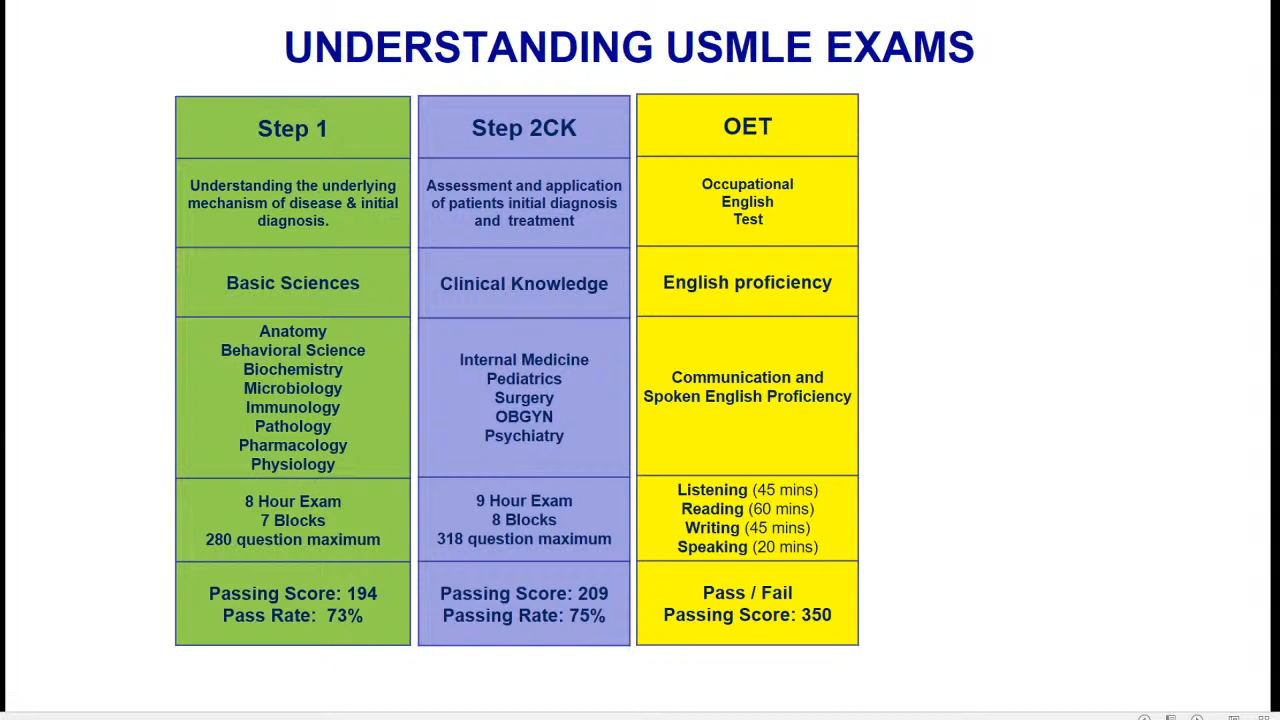 UNDERSTANDING USMLE EXAMS
Step 1
Understanding the underlying
mechanism of disease & initial
diagnosis.
Basic Sciences
Anatomy
Behavioral Science
Biochemistry
Microbiology
Immunology
Pathology
Pharmacology
Physiology
8 Hour Exam
7 Blocks
280 question maximum
Passing Score: 194
Pass Rate: 73%
Step 2CK
Assessment and application
of patients initial diagnosis
and treatment
Clinical Knowledge
Internal Medicine
Pediatrics
Surgery
OBGYN
Psychiatry
9 Hour Exam
8 Blocks
318 question maximum
Passing Score: 209
Passing Rate: 75%
OET
Occupational
English
Test
English proficiency
Communication and
Spoken English Proficiency
Listening (45 mins)
Reading (60 mins)
Writing (45 mins)
Speaking (20 mins)
Pass / Fail
Passing Score: 350